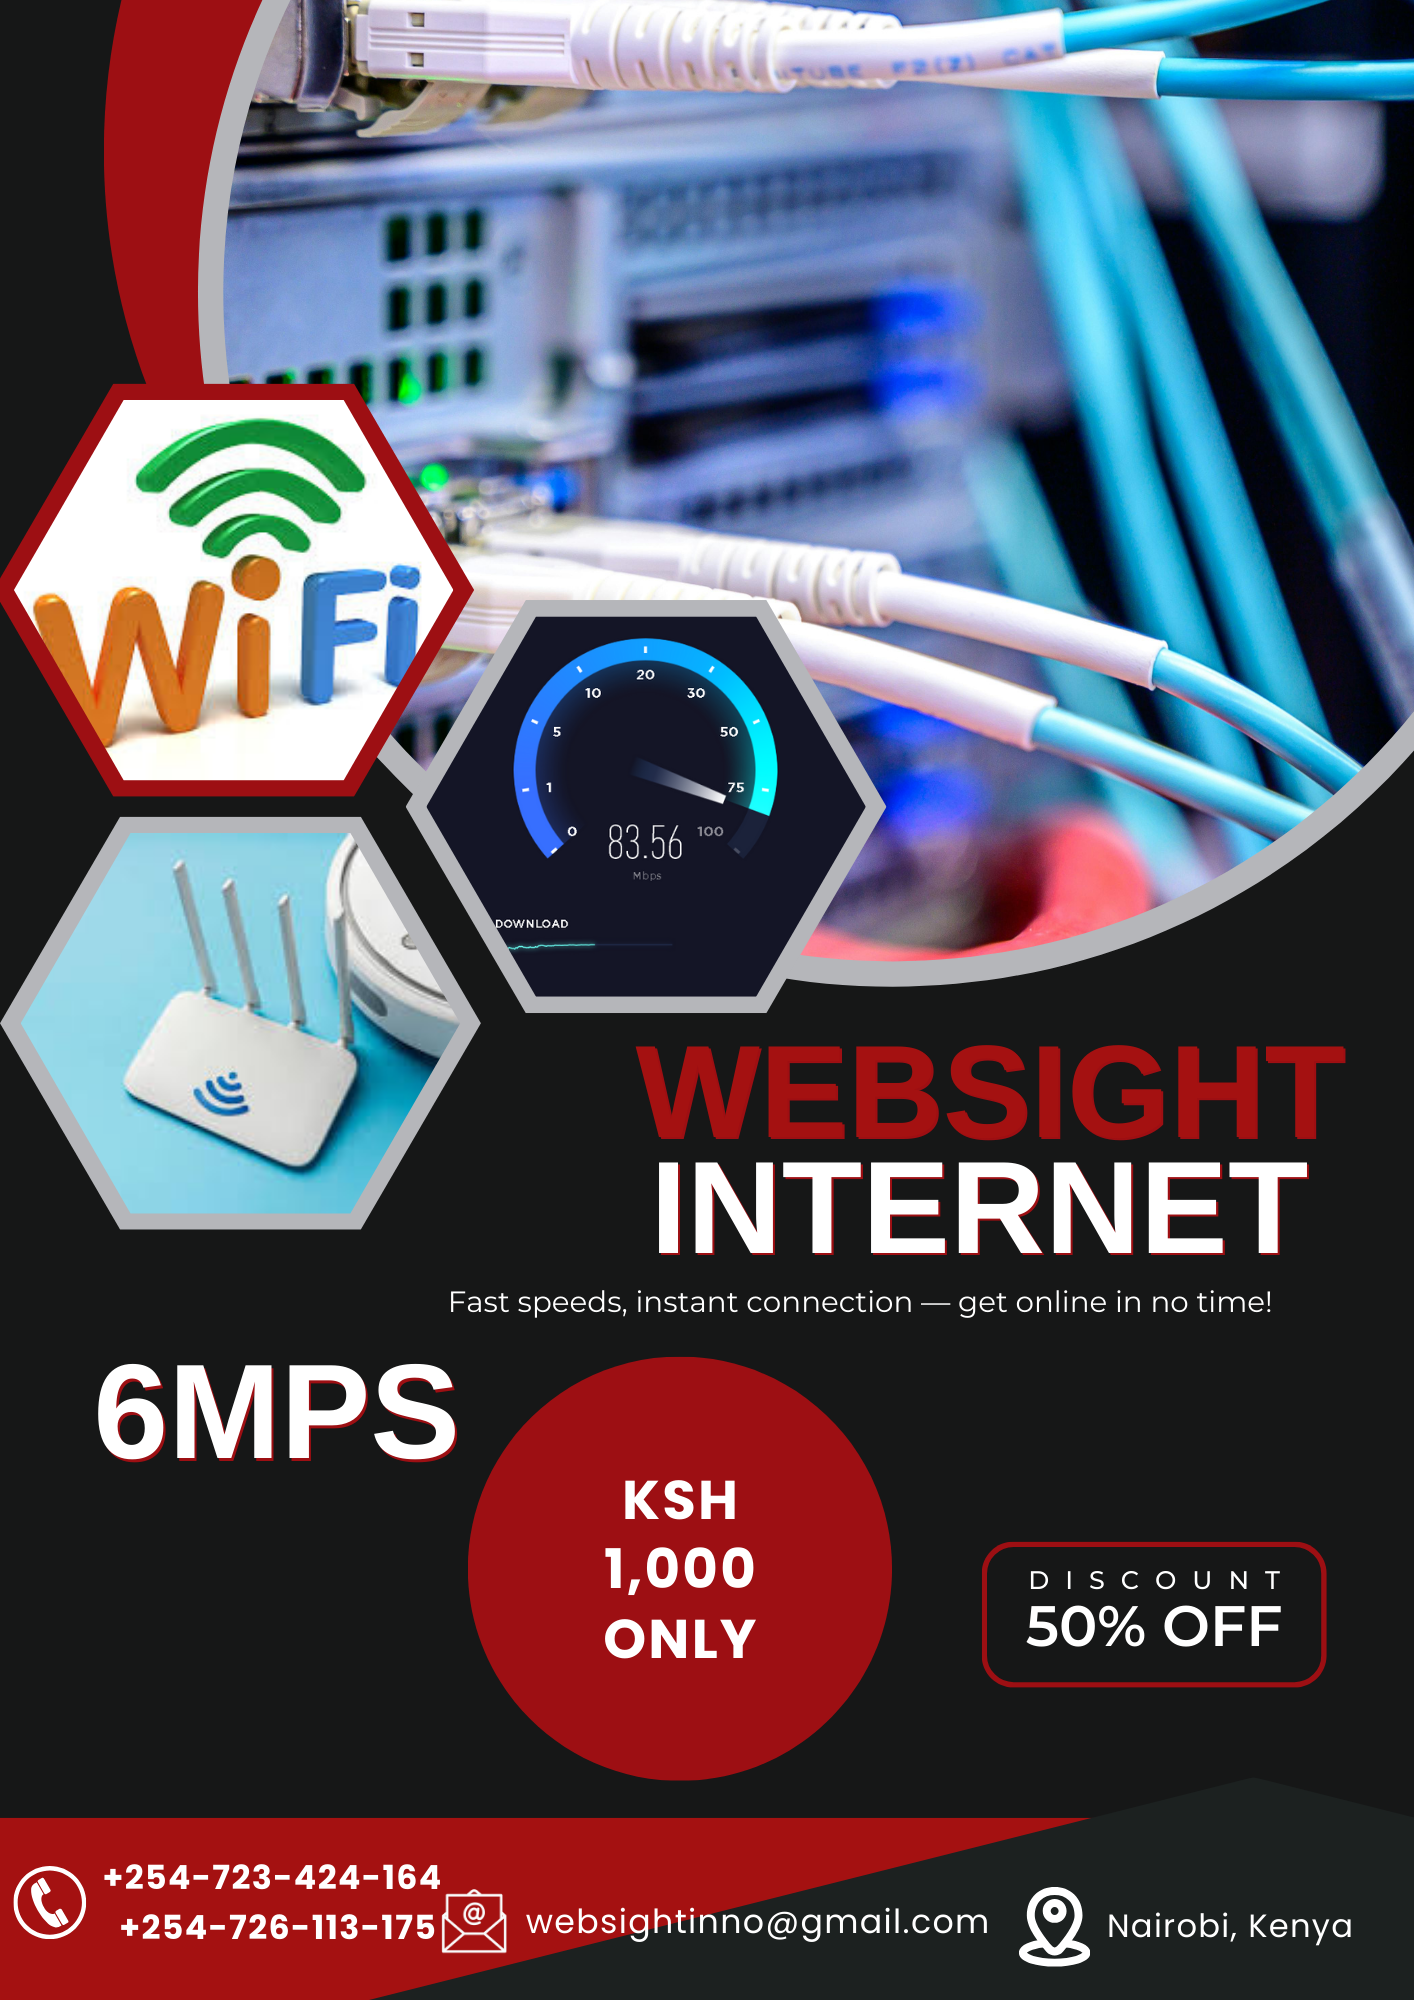 WiFi
20
10
30
5
50
1
75
0
100
83.56
Mbps
DOWNLOAD
WEBSIGHT
INTERNET
Fast speeds, instant connection — get online in no time!
6MPS
KSH
1,000
ONLY
DISCOUNT
50% OFF
+254-723-424-164
+254-726-113-175
@
websightinno@gmail.com
Nairobi, Kenya